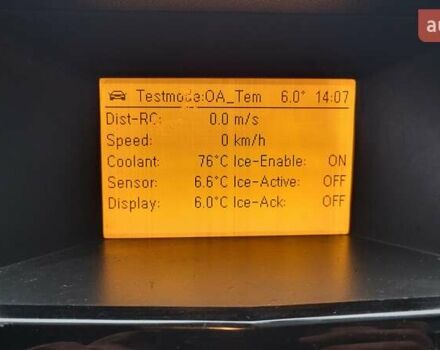 Testmode:OA_Tem 6.0° 14:07
Dist-RC: 0.0 m/s
Speed: 0 km/h
Coolant: 76°C Ice-Enable: ON
Sensor: 6.6°C Ice-Active: OFF
Display: 6.0°C Ice-Ack: OFF